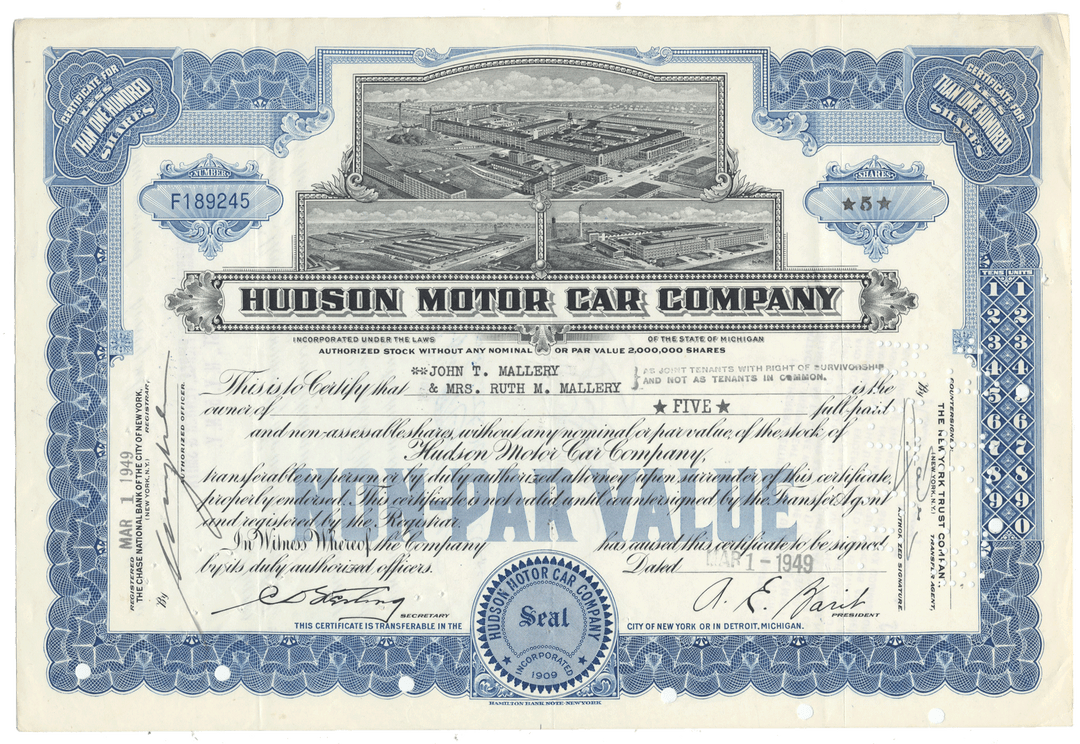 CERTIFICATE FOR
LESS
THAN ONE HUNDRED
SHARES
CERTIFICATE FOR
LESS
THAN ONE HUNDRED
SHARES
NUMBER
F189245
SHARES
★5★
HUDSON MOTOR CAR COMPANY
INCORPORATED UNDER THE LAWS OF THE STATE OF MICHIGAN
AUTHORIZED STOCK WITHOUT ANY NOMINAL OR PAR VALUE 2,000,000 SHARES
This is to Certify that **JOHN T. MALLERY
& MRS. RUTH M. MALLERY } AS JOINT TENANTS WITH RIGHT OF SURVIVORSHIP
AND NOT AS TENANTS IN COMMON. is the
owner of ★ FIVE ★ full-paid
and non-assessable shares, without any nominal or par value, of the stock of
Hudson Motor Car Company,
transferable in person or by duly authorized attorney upon surrender of this certificate,
properly endorsed. This certificate is not valid until countersigned by the Transfer Agent
and registered by the Registrar.
NON-PAR VALUE
In Witness Whereof, the Company has caused this certificate to be signed
by its duly authorized officers. Dated MAR 1-1949
SECRETARY
A. E. Barit
PRESIDENT
THIS CERTIFICATE IS TRANSFERABLE IN THE CITY OF NEW YORK OR IN DETROIT, MICHIGAN.
HUDSON MOTOR CAR COMPANY
Seal
INCORPORATED
1909
HAMILTON BANK NOTE NEW YORK
MAR 1 1949
REGISTERED
THE CHASE NATIONAL BANK OF THE CITY OF NEW YORK,
(NEW YORK, N.Y.) REGISTRAR,
By
AUTHORIZED OFFICER.
COUNTERSIGNED
THE NEW YORK TRUST COMPANY
(NEW YORK, N.Y.) TRANSFER AGENT,
By
AUTHORIZED SIGNATURE
TENS UNITS
1 1
2 2
3 3
4 4
5 5
6 6
7 7
8 8
9 9
0